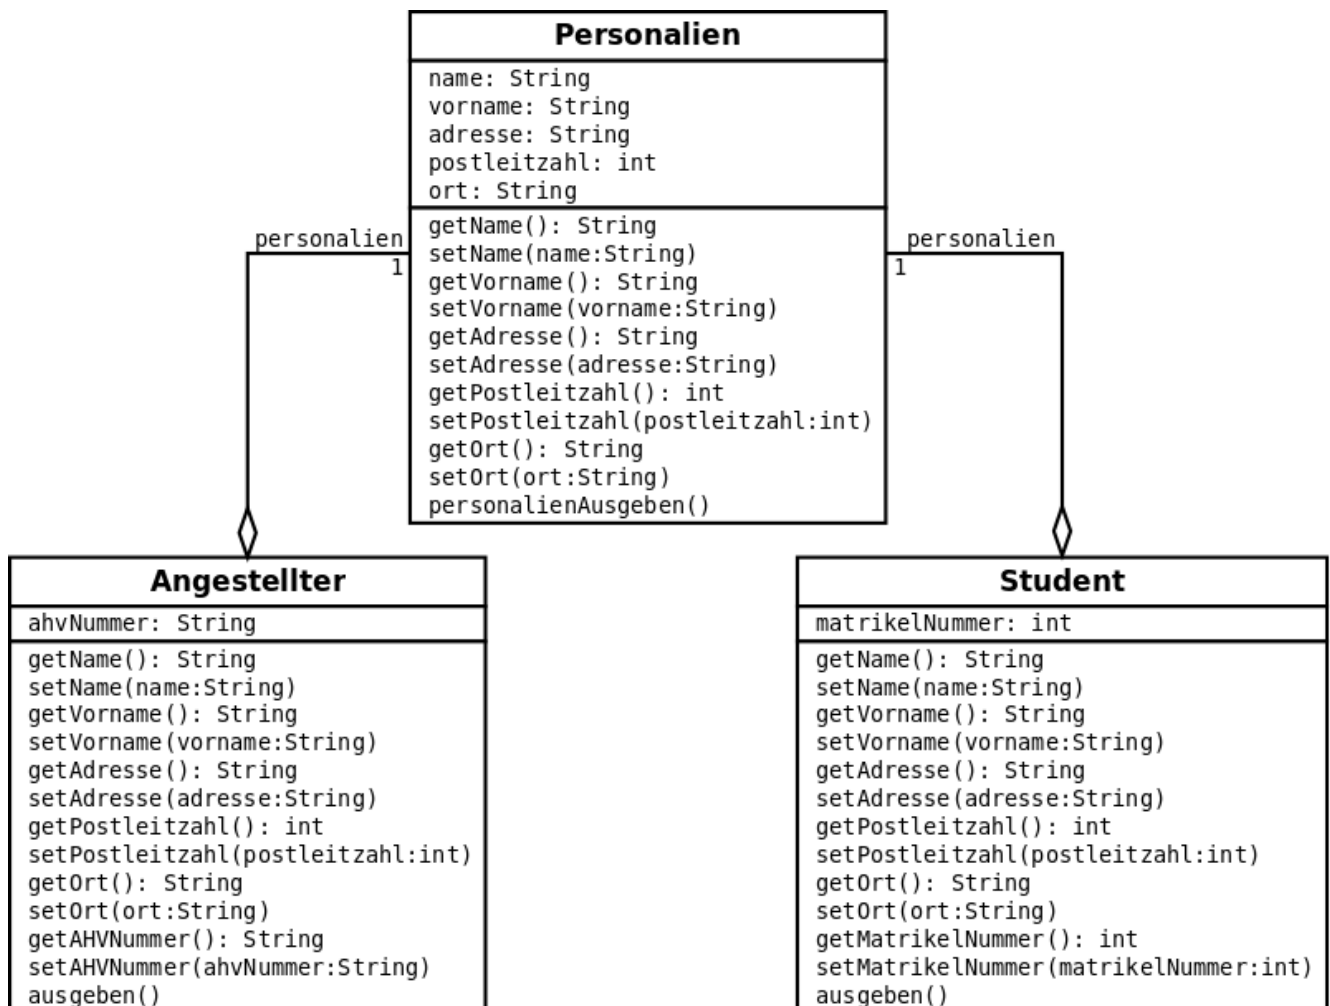 Personalien
name: String
vorname: String
adresse: String
postleitzahl: int
ort: String
getName(): String
setName(name:String)
getVorname(): String
setVorname(vorname:String)
getAdresse(): String
setAdresse(adresse:String)
getPostleitzahl(): int
setPostleitzahl(postleitzahl:int)
getOrt(): String
setOrt(ort:String)
personalienAusgeben()
personalien
1
personalien
1
Angestellter
ahvNummer: String
getName(): String
setName(name:String)
getVorname(): String
setVorname(vorname:String)
getAdresse(): String
setAdresse(adresse:String)
getPostleitzahl(): int
setPostleitzahl(postleitzahl:int)
getOrt(): String
setOrt(ort:String)
getAHVNummer(): String
setAHVNummer(ahvNummer:String)
ausgeben()
Student
matrikelNummer: int
getName(): String
setName(name:String)
getVorname(): String
setVorname(vorname:String)
getAdresse(): String
setAdresse(adresse:String)
getPostleitzahl(): int
setPostleitzahl(postleitzahl:int)
getOrt(): String
setOrt(ort:String)
getMatrikelNummer(): int
setMatrikelNummer(matrikelNummer:int)
ausgeben()